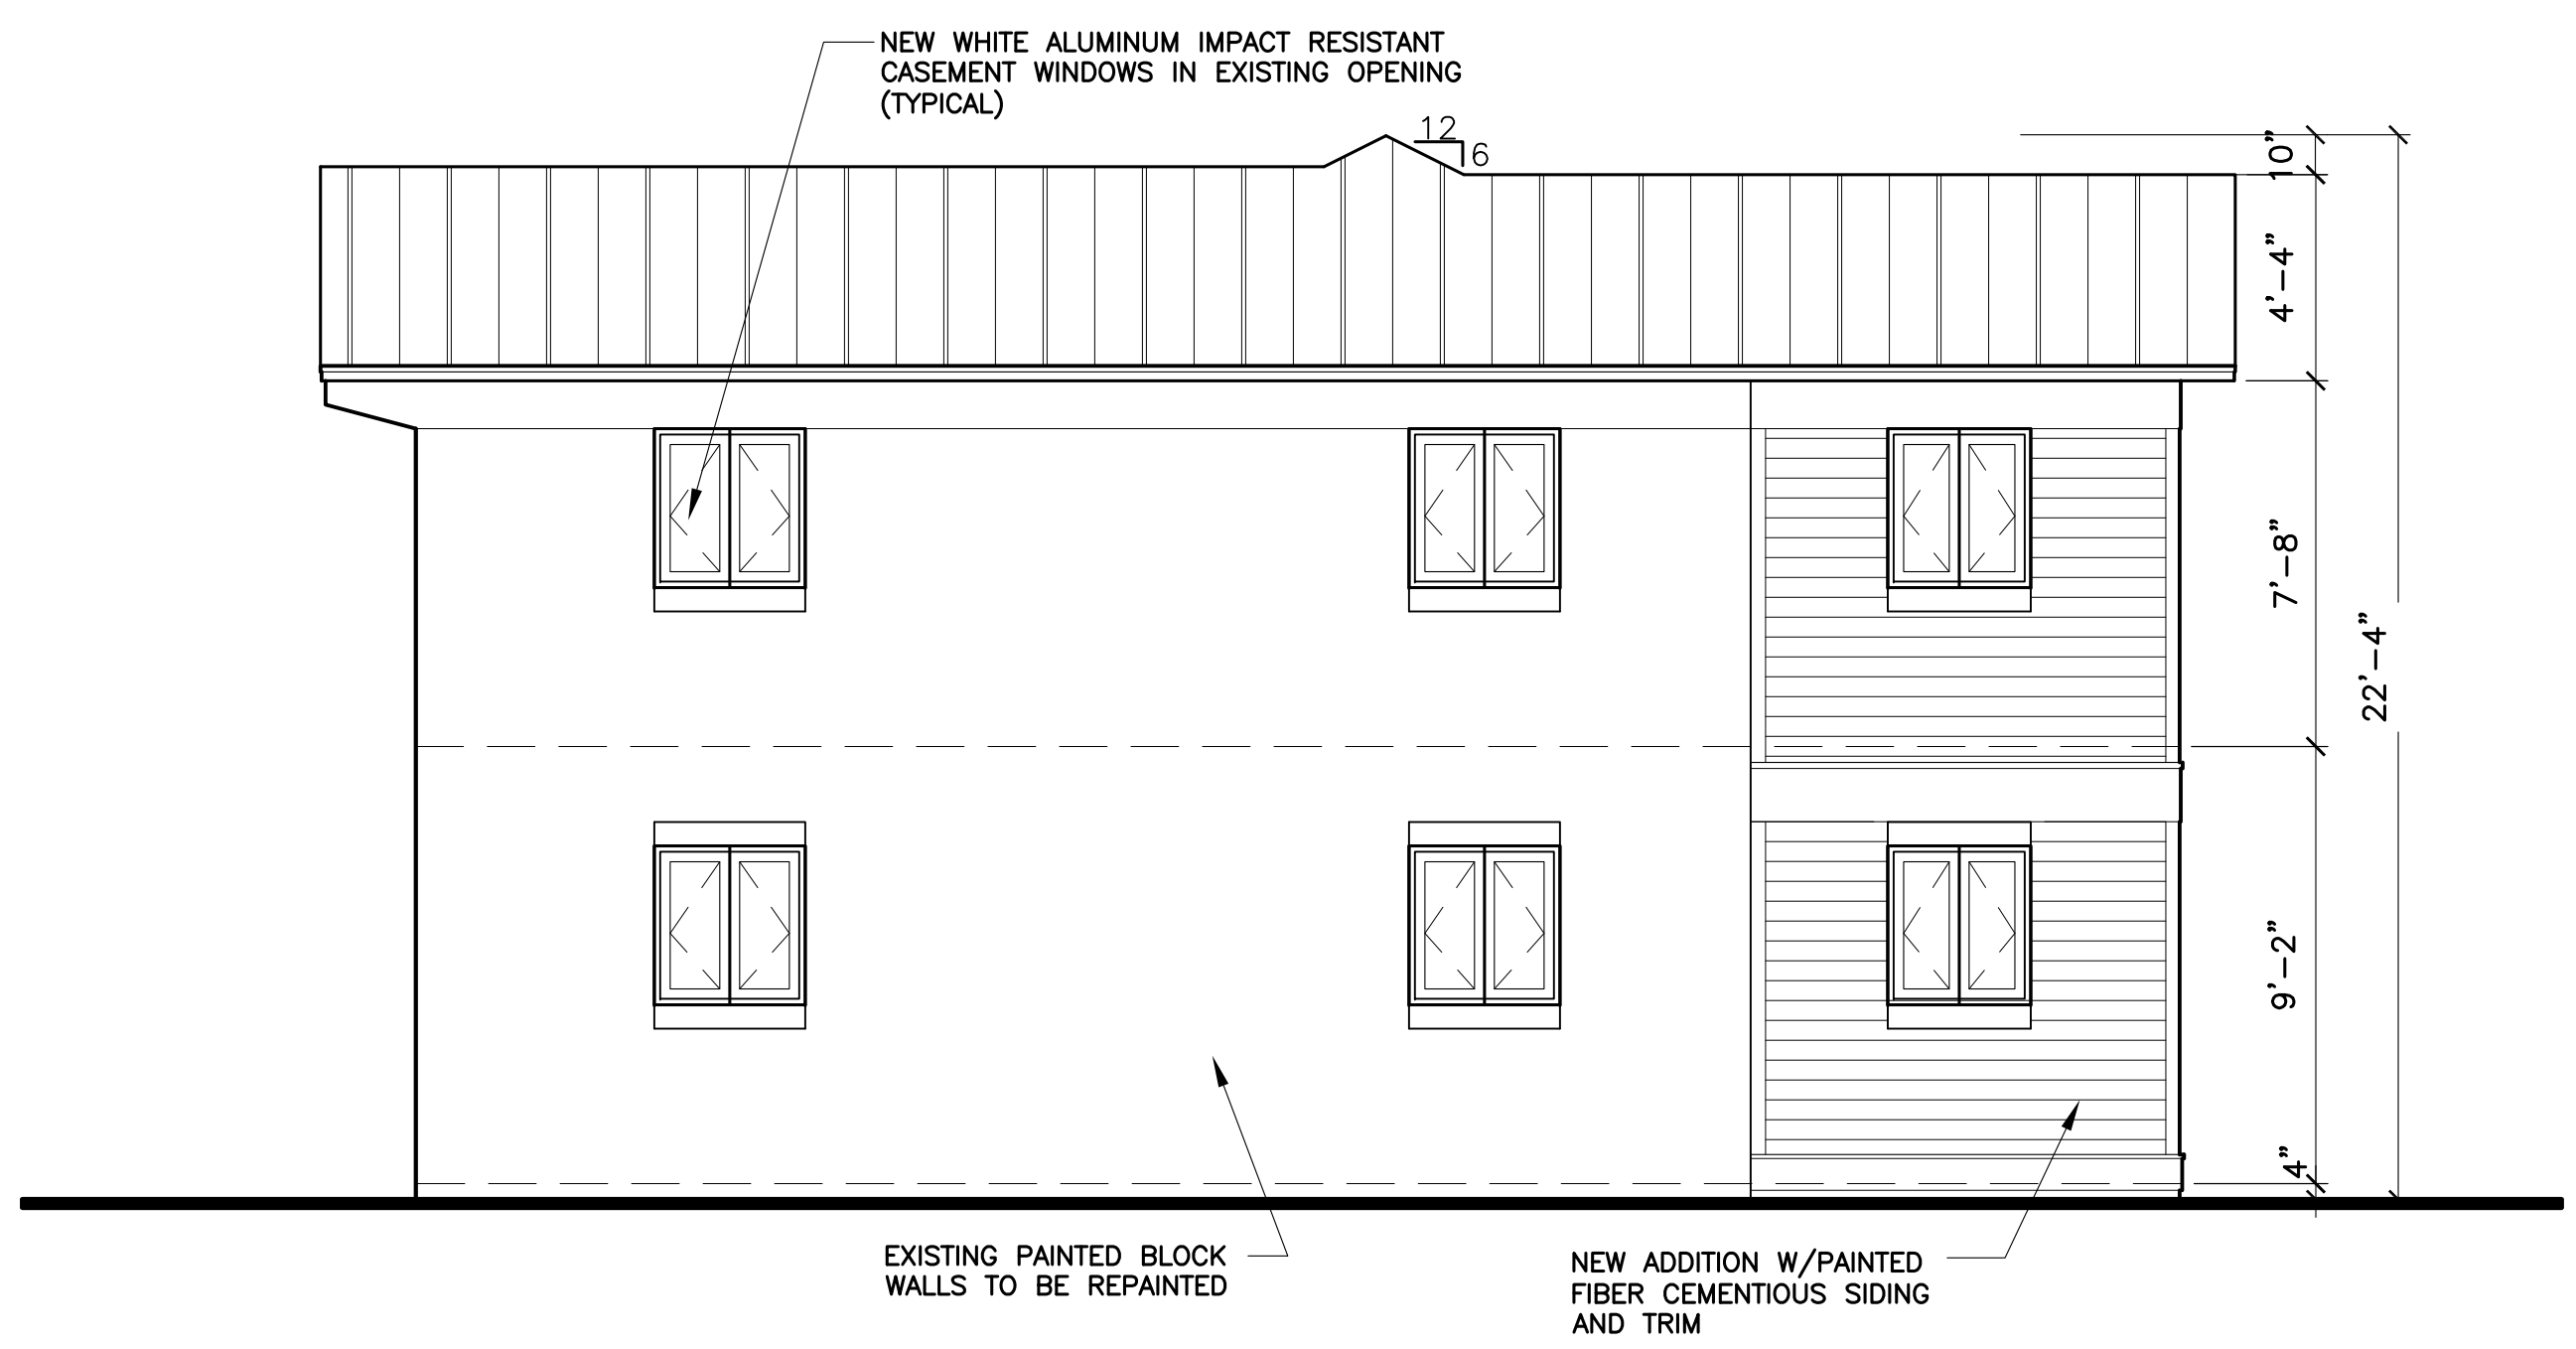 NEW WHITE ALUMINUM IMPACT RESISTANT
CASEMENT WINDOWS IN EXISTING OPENING
(TYPICAL)
12
6
10"
4'-4"
7'-8"
22'-4"
9'-2"
4"
EXISTING PAINTED BLOCK
WALLS TO BE REPAINTED
NEW ADDITION W/PAINTED
FIBER CEMENTIOUS SIDING
AND TRIM